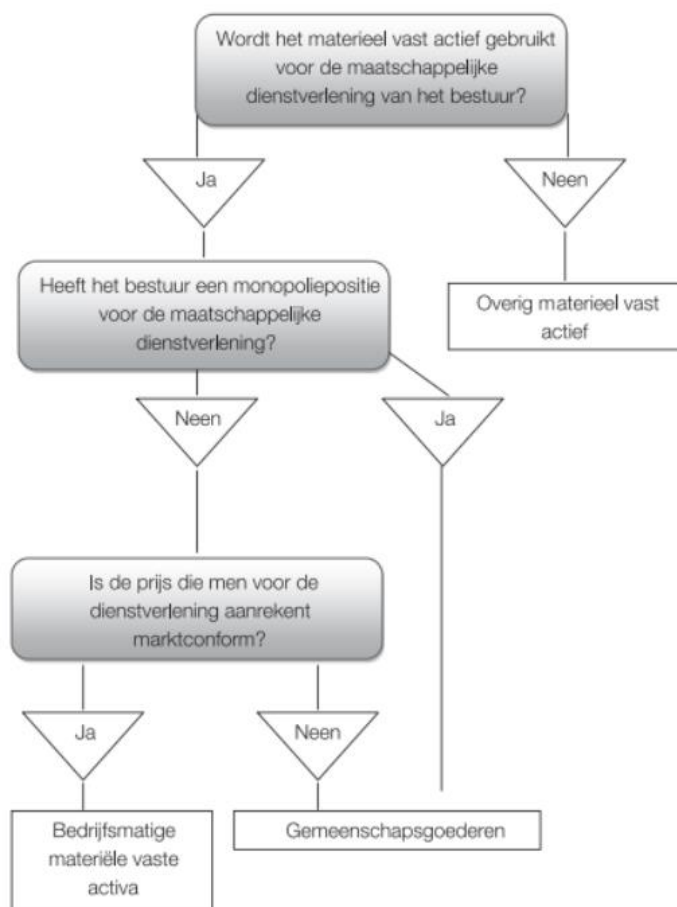 Wordt het materieel vast actief gebruikt
voor de maatschappelijke
dienstverlening van het bestuur?
Ja
Neen
Heeft het bestuur een monopoliepositie
voor de maatschappelijke
dienstverlening?
Overig materieel vast
actief
Neen
Ja
Is de prijs die men voor de
dienstverlening aanrekent
marktconform?
Ja
Neen
Bedrijfsmatige
materiële vaste
activa
Gemeenschapsgoederen